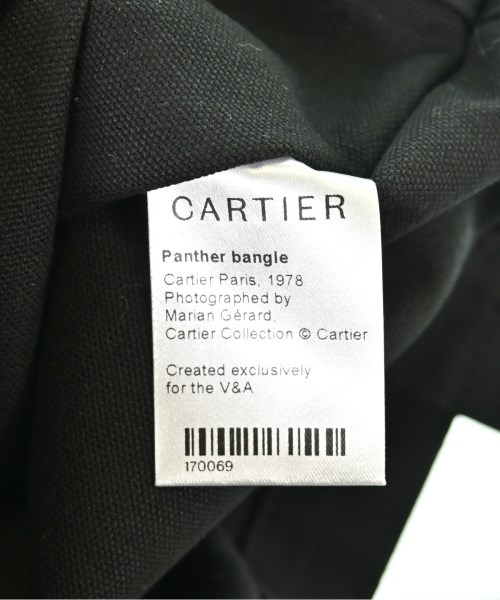 CARTIER
Panther bangle
Cartier Paris, 1978
Photographed by
Marian Gérard,
Cartier Collection © Cartier
Created exclusively
for the V&A
170069